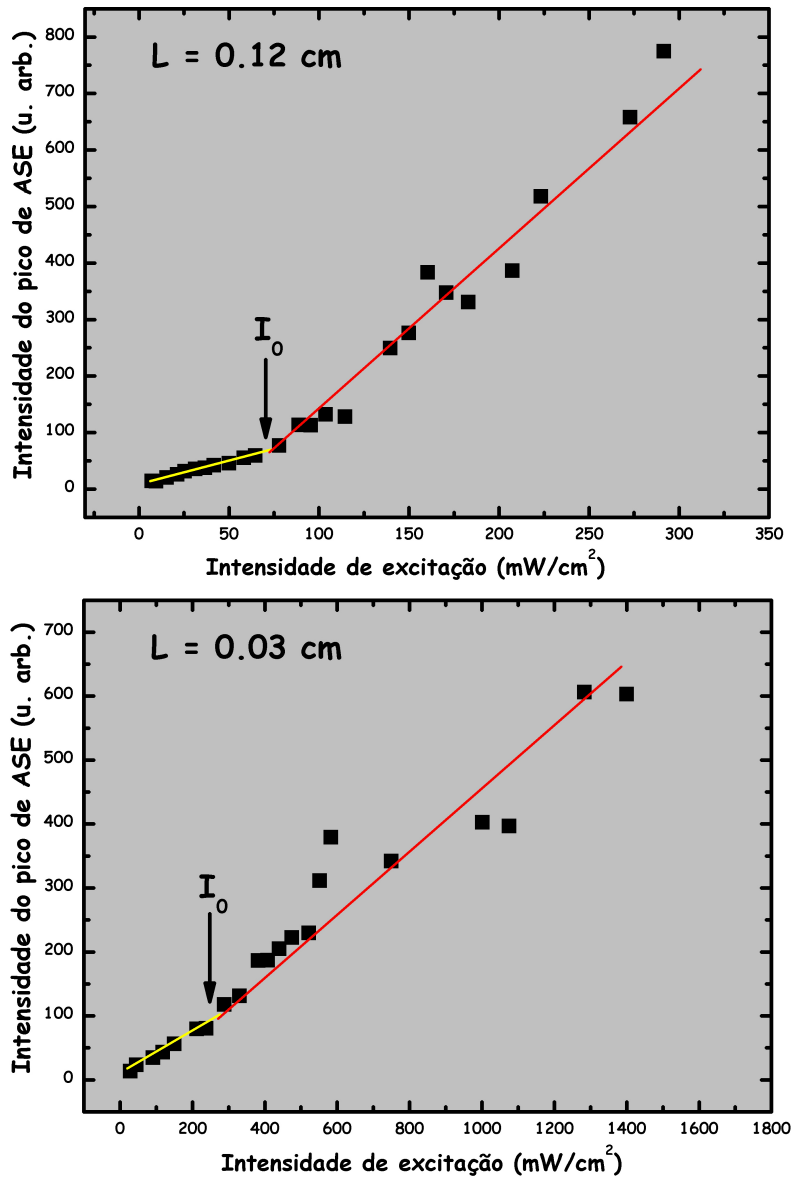 L = 0.12 cm
Intensidade do pico de ASE (u. arb.)
800
700
600
500
400
300
200
100
0
I0
0 50 100 150 200 250 300 350
Intensidade de excitação (mW/cm2)
L = 0.03 cm
Intensidade do pico de ASE (u. arb.)
700
600
500
400
300
200
100
0
I0
0 200 400 600 800 1000 1200 1400 1600 1800
Intensidade de excitação (mW/cm2)